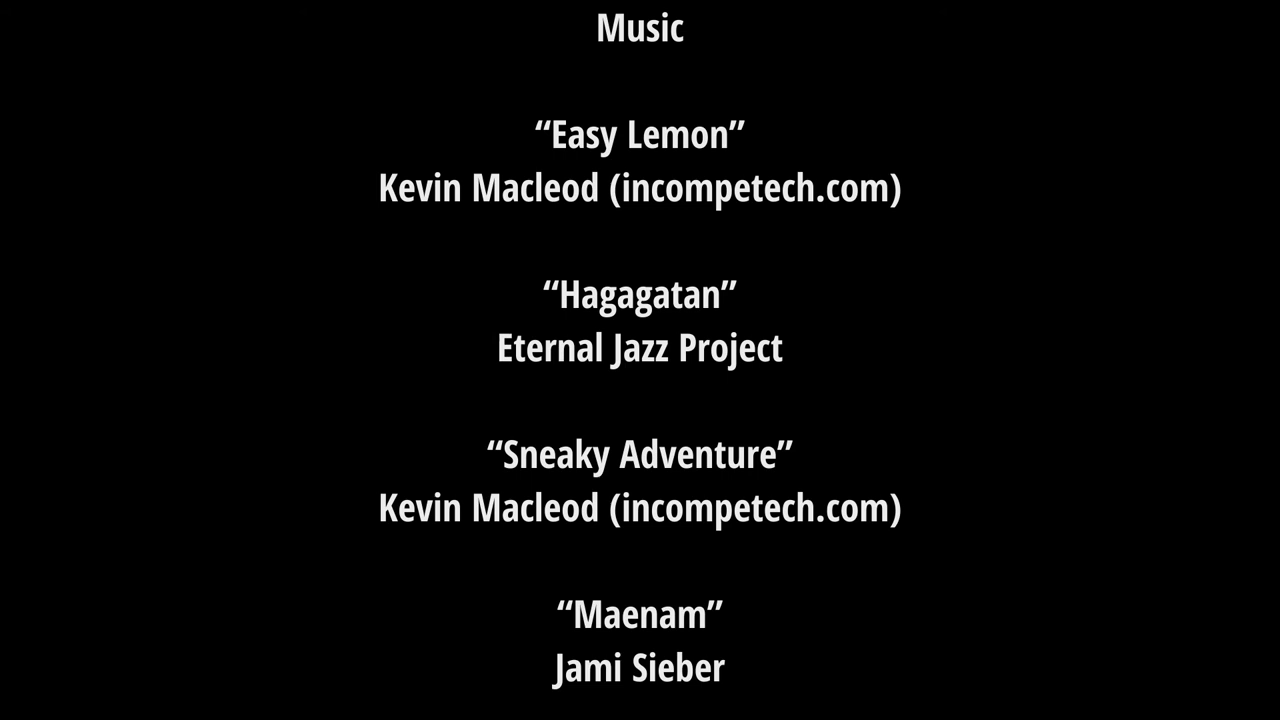 Music
“Easy Lemon”
Kevin Macleod (incompetech.com)
“Hagagatan”
Eternal Jazz Project
“Sneaky Adventure”
Kevin Macleod (incompetech.com)
“Maenam”
Jami Sieber